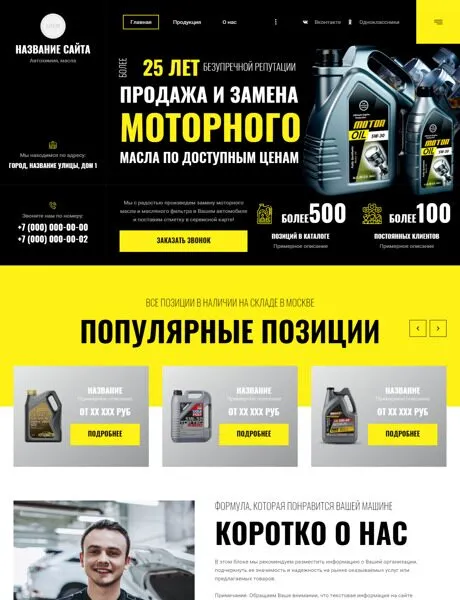 НАЗВАНИЕ САЙТА
Автохимия, масла
Главная
Продукция
О нас
Вконтакте
Одноклассники
БОЛЕЕ 25 ЛЕТ БЕЗУПРЕЧНОЙ РЕПУТАЦИИ
ПРОДАЖА И ЗАМЕНА
МОТОРНОГО
МАСЛА ПО ДОСТУПНЫМ ЦЕНАМ
MOTOR
OIL 5W-30
MOTOR
OIL 5W-30
Мы находимся по адресу:
ГОРОД, НАЗВАНИЕ УЛИЦЫ, ДОМ 1
Звоните нам по номеру:
+7 (000) 000-00-00
+7 (000) 000-00-02
Мы с радостью произведем замену моторного
масла и масляного фильтра в Вашем автомобиле
и поставим отметку в сервисной карте!
ЗАКАЗАТЬ ЗВОНОК
БОЛЕЕ 500
ПОЗИЦИЙ В КАТАЛОГЕ
Примерное описание
БОЛЕЕ 100
ПОСТОЯННЫХ КЛИЕНТОВ
Примерное описание
ВСЕ ПОЗИЦИИ В НАЛИЧИИ НА СКЛАДЕ В МОСКВЕ
ПОПУЛЯРНЫЕ ПОЗИЦИИ
НАЗВАНИЕ
Примерное описание
ОТ XX XXX РУБ
ПОДРОБНЕЕ
НАЗВАНИЕ
Примерное описание
ОТ XX XXX РУБ
ПОДРОБНЕЕ
НАЗВАНИЕ
Примерное описание
ОТ XX XXX РУБ
ПОДРОБНЕЕ
ФОРМУЛА, КОТОРАЯ ПОНРАВИТСЯ ВАШЕЙ МАШИНЕ
КОРОТКО О НАС
В этом блоке мы рекомендуем разместить информацию о Вашей организации,
подчеркнуть ее значимость и надежность на рынке оказываемых услуг или
предлагаемых товаров.
Примечание: Обращаем Ваше внимание, что текстовая информация на сайте